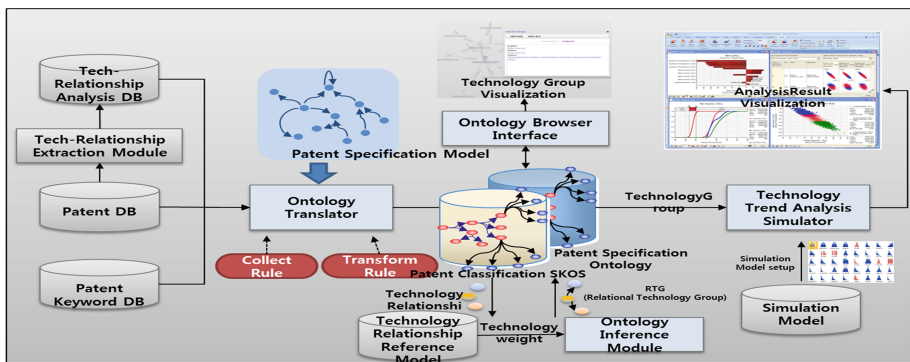 Tech-
Relationship
Analysis DB
Tech-Relationship
Extraction Module
Patent DB
Patent
Keyword DB
Patent Specification Model
Ontology
Translator
Collect
Rule
Transform
Rule
Technology Group
Visualization
Ontology Browser
Interface
Patent Specification
Ontology
Patent Classification SKOS
Technology
Relationshi
Technology
Relationship
Reference Model
Technology
weight
RTG
(Relational Technology Group)
Ontology
Inference
Module
TechnologyG
roup
AnalysisResult
Visualization
Technology
Trend Analysis
Simulator
Simulation
Model setup
Simulation
Model